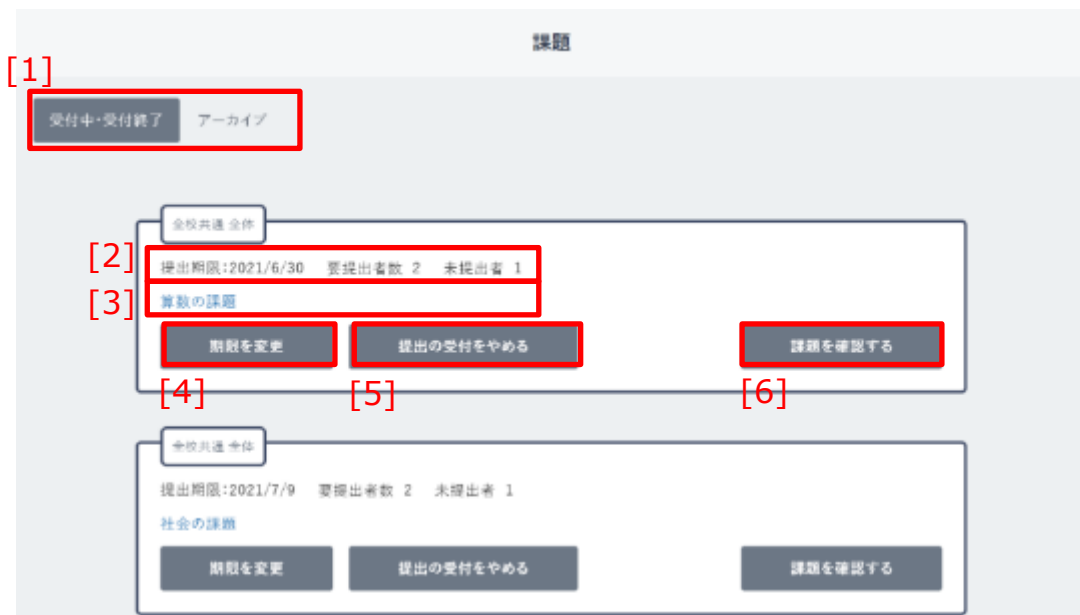 課題
[1]
受付中・受付終了 アーカイブ
全校共通 全体
[2]
提出期限:2021/6/30 要提出者数 2 未提出者 1
[3]
算数の課題
期限を変更 提出の受付をやめる 課題を確認する
[4] [5] [6]
全校共通 全体
提出期限:2021/7/9 要提出者数 2 未提出者 1
社会の課題
期限を変更 提出の受付をやめる 課題を確認する